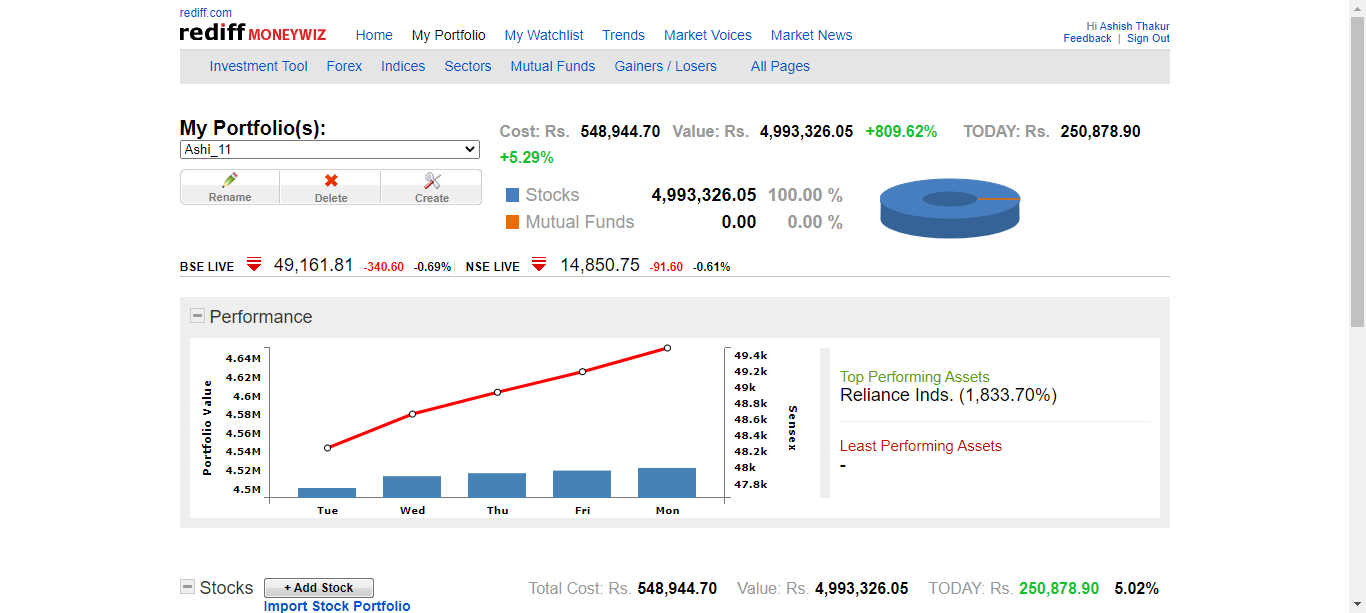 rediff.com
rediff MONEYWIZ
Home My Portfolio My Watchlist Trends Market Voices Market News
Hi Ashish Thakur
Feedback | Sign Out
Investment Tool Forex Indices Sectors Mutual Funds Gainers / Losers All Pages
My Portfolio(s):
Ashi_11
Rename Delete Create
Cost: Rs. 548,944.70 Value: Rs. 4,993,326.05 +809.62% TODAY: Rs. 250,878.90
+5.29%
Stocks 4,993,326.05 100.00 %
Mutual Funds 0.00 0.00 %
BSE LIVE 49,161.81 -340.60 -0.69% NSE LIVE 14,850.75 -91.60 -0.61%
Performance
Portfolio Value
4.64M
4.62M
4.6M
4.58M
4.56M
4.54M
4.52M
4.5M
Tue Wed Thu Fri Mon
49.4k
49.2k
49k
48.8k
48.6k
48.4k
48.2k
48k
47.8k
Sensex
Top Performing Assets
Reliance Inds. (1,833.70%)
Least Performing Assets
-
Stocks + Add Stock Total Cost: Rs. 548,944.70 Value: Rs. 4,993,326.05 TODAY: Rs. 250,878.90 5.02%
Import Stock Portfolio